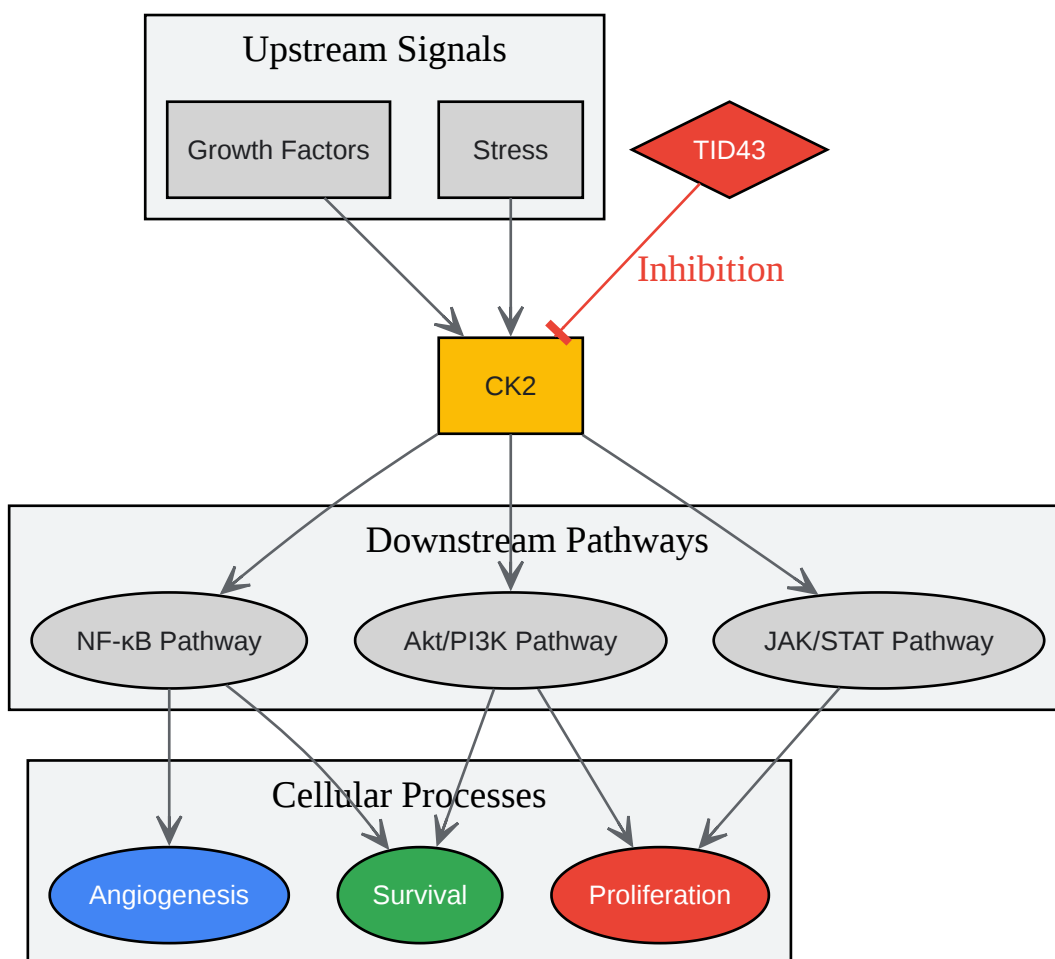 Upstream Signals
Growth Factors
Stress
TID43
Inhibition
CK2
Downstream Pathways
NF-κB Pathway
Akt/PI3K Pathway
JAK/STAT Pathway
Cellular Processes
Angiogenesis
Survival
Proliferation